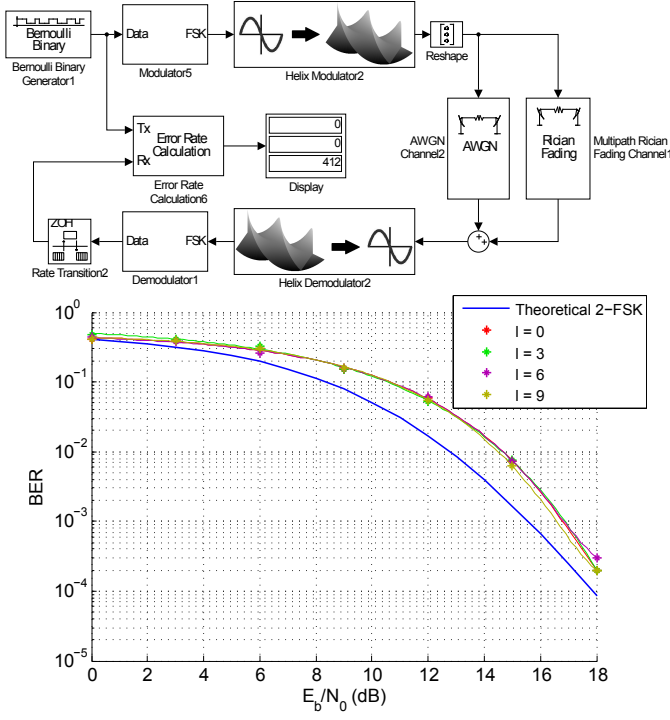 Bernoulli
Binary
Bernoulli Binary
Generator1
Data FSK
Modulator5
Helix Modulator2
Reshape
AWGN
Channel2
AWGN
Rician
Fading
Multipath Rician
Fading Channel1
Tx
Rx
Error Rate
Calculation
Error Rate
Calculation6
0
0
412
Display
ZOH
Rate Transition2
Data FSK
Demodulator1
Helix Demodulator2
Theoretical 2−FSK
l = 0
l = 3
l = 6
l = 9
BER
10^0
10^-1
10^-2
10^-3
10^-4
10^-5
0 2 4 6 8 10 12 14 16 18
E_b/N_0 (dB)